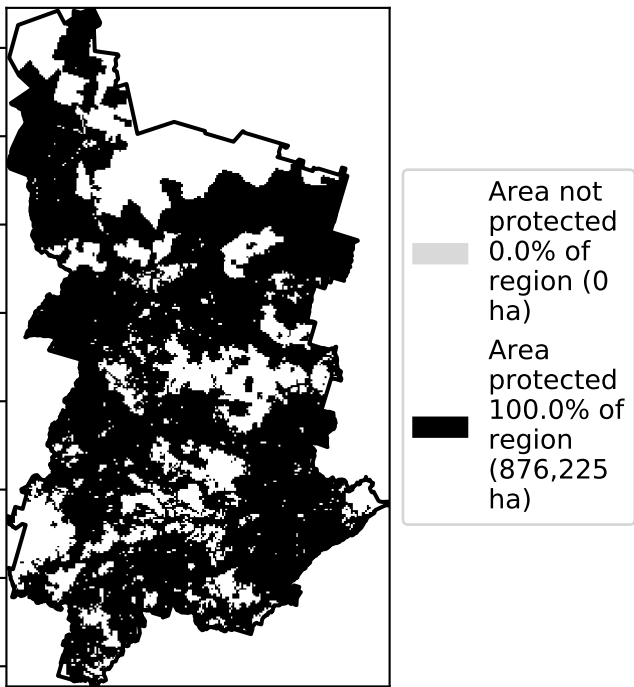 Area not
protected
0.0% of
region (0
ha)
Area
protected
100.0% of
region
(876,225
ha)